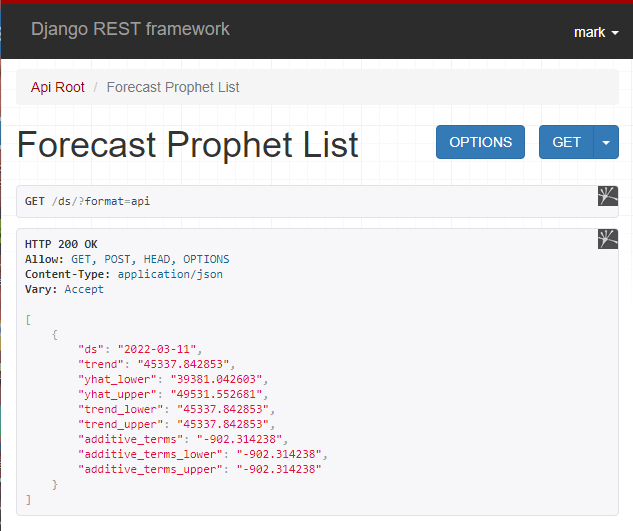 Django REST framework
mark
Api Root / Forecast Prophet List
Forecast Prophet List
OPTIONS
GET
GET /ds/?format=api
HTTP 200 OK
Allow: GET, POST, HEAD, OPTIONS
Content-Type: application/json
Vary: Accept
[
    {
        "ds": "2022-03-11",
        "trend": "45337.842853",
        "yhat_lower": "39381.042603",
        "yhat_upper": "49531.552681",
        "trend_lower": "45337.842853",
        "trend_upper": "45337.842853",
        "additive_terms": "-902.314238",
        "additive_terms_lower": "-902.314238",
        "additive_terms_upper": "-902.314238"
    }
]